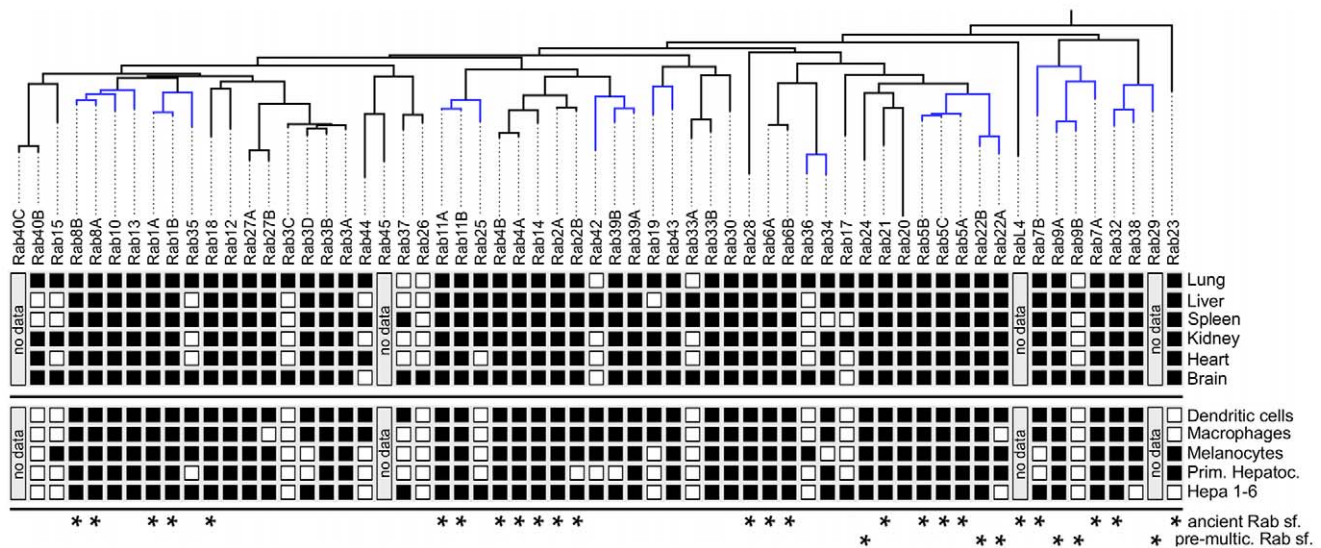 Rab40C
Rab40B
Rab15
Rab8B
Rab8A
Rab10
Rab13
Rab1A
Rab1B
Rab35
Rab18
Rab12
Rab27A
Rab27B
Rab3C
Rab3D
Rab3B
Rab3A
Rab44
Rab45
Rab37
Rab26
Rab11A
Rab11B
Rab25
Rab4B
Rab4A
Rab14
Rab2A
Rab2B
Rab42
Rab39B
Rab39A
Rab19
Rab43
Rab33A
Rab33B
Rab30
Rab28
Rab6A
Rab6B
Rab36
Rab34
Rab17
Rab24
Rab21
Rab20
Rab5B
Rab5C
Rab5A
Rab22B
Rab22A
RabL4
Rab7B
Rab9A
Rab9B
Rab7A
Rab32
Rab38
Rab29
Rab23
no data
no data
no data
no data
Lung
Liver
Spleen
Kidney
Heart
Brain
no data
no data
no data
no data
Dendritic cells
Macrophages
Melanocytes
Prim. Hepatoc.
Hepa 1-6
* * * * * * * * * * * * * * * * * * * * * * * * ancient Rab sf.
* * * * * * pre-multic. Rab sf.